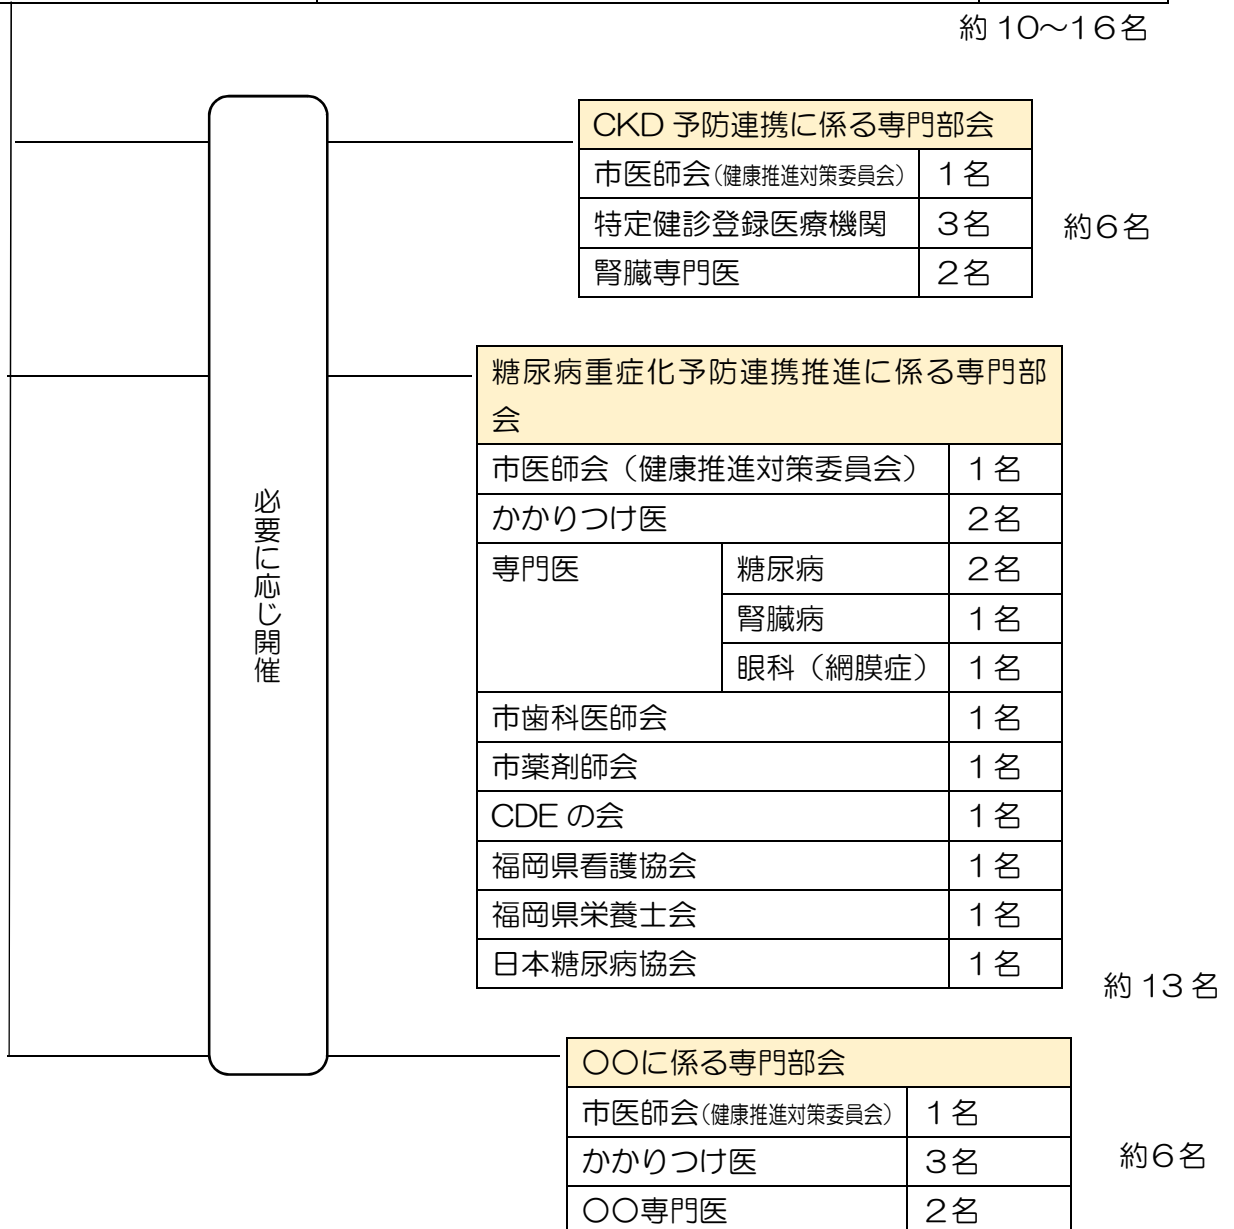 約10～16名
CKD 予防連携に係る専門部会
市医師会（健康推進対策委員会） １名
特定健診登録医療機関 ３名
腎臓専門医 ２名
約６名
必要に応じ開催
糖尿病重症化予防連携推進に係る専門部
会
市医師会（健康推進対策委員会） １名
かかりつけ医 ２名
専門医 糖尿病 ２名
腎臓病 １名
眼科（網膜症） １名
市歯科医師会 １名
市薬剤師会 １名
CDE の会 １名
福岡県看護協会 １名
福岡県栄養士会 １名
日本糖尿病協会 １名
約13名
〇〇に係る専門部会
市医師会（健康推進対策委員会） １名
かかりつけ医 ３名
〇〇専門医 ２名
約６名